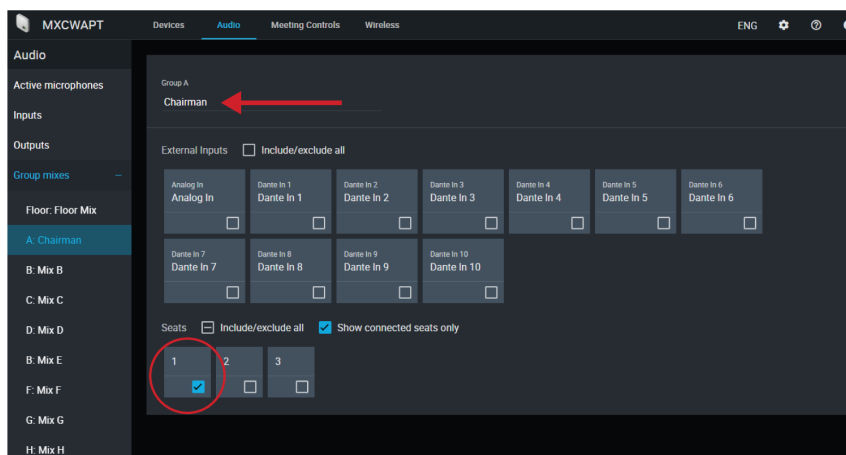 MXCWAPT Devices Audio Meeting Controls Wireless ENG
Audio
Active microphones
Inputs
Outputs
Group mixes
Floor: Floor Mix
A: Chairman
B: Mix B
C: Mix C
D: Mix D
B: Mix E
F: Mix F
G: Mix G
H: Mix H
Group A
Chairman
External Inputs Include/exclude all
Analog In Dante In 1 Dante In 2 Dante In 3 Dante In 4 Dante In 5 Dante In 6
Analog In Dante In 1 Dante In 2 Dante In 3 Dante In 4 Dante In 5 Dante In 6
Dante In 7 Dante In 8 Dante In 9 Dante In 10
Dante In 7 Dante In 8 Dante In 9 Dante In 10
Seats Include/exclude all Show connected seats only
1 2 3